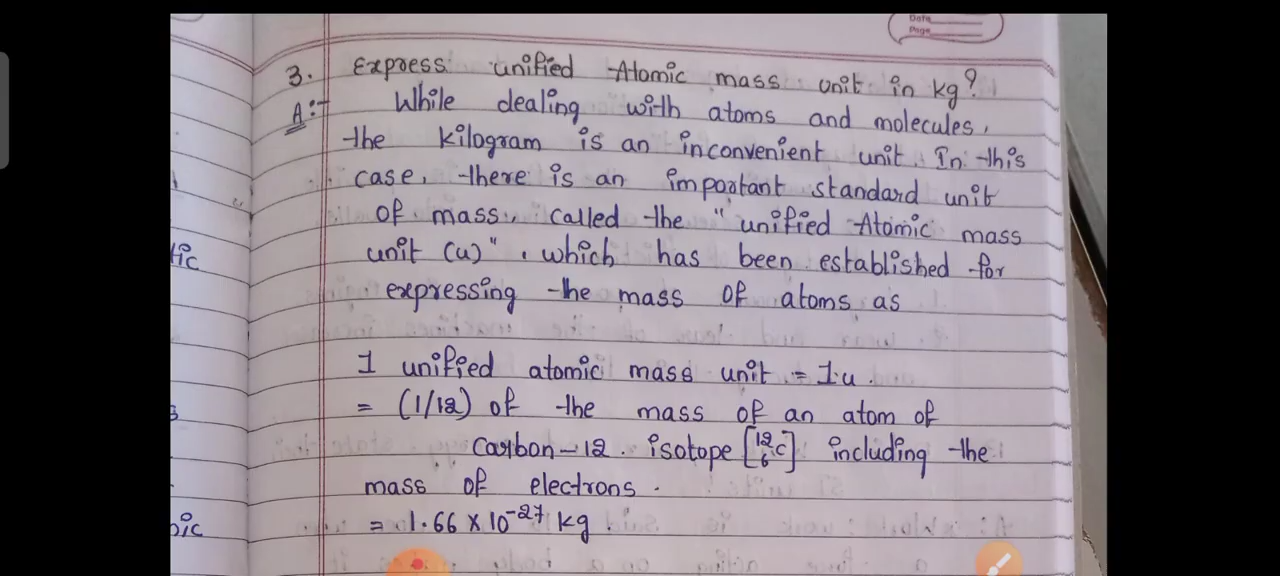 Date
Page
3. Express unified Atomic mass unit in kg?
A:- While dealing with atoms and molecules,
the kilogram is an inconvenient unit. In this
case, there is an important standard unit
of mass, called the "unified Atomic mass
unit (u)", which has been established for
expressing the mass of atoms as
1 unified atomic mass unit = 1u.
= (1/12) of the mass of an atom of
Carbon-12. isotope [¹²₆C] including the
mass of electrons.
= 1.66 × 10⁻²⁷ kg